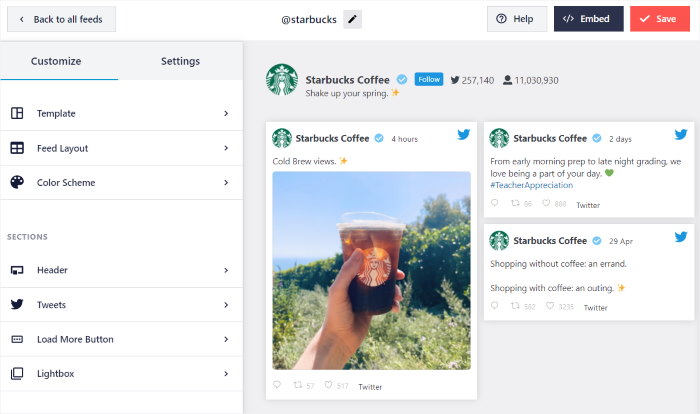 Back to all feeds
@starbucks
Help
</> Embed
Save
Customize
Settings
Template
Feed Layout
Color Scheme
SECTIONS
Header
Tweets
Load More Button
Lightbox
Starbucks Coffee Follow 257,140 11,030,930
Shake up your spring. ✨
Starbucks Coffee 4 hours
Cold Brew views. ✨
57 517 Twitter
Starbucks Coffee 2 days
From early morning prep to late night grading, we
love being a part of your day. 💚
#TeacherAppreciation
86 888 Twitter
Starbucks Coffee 29 Apr
Shopping without coffee: an errand.
Shopping with coffee: an outing. ✨
582 3235 Twitter